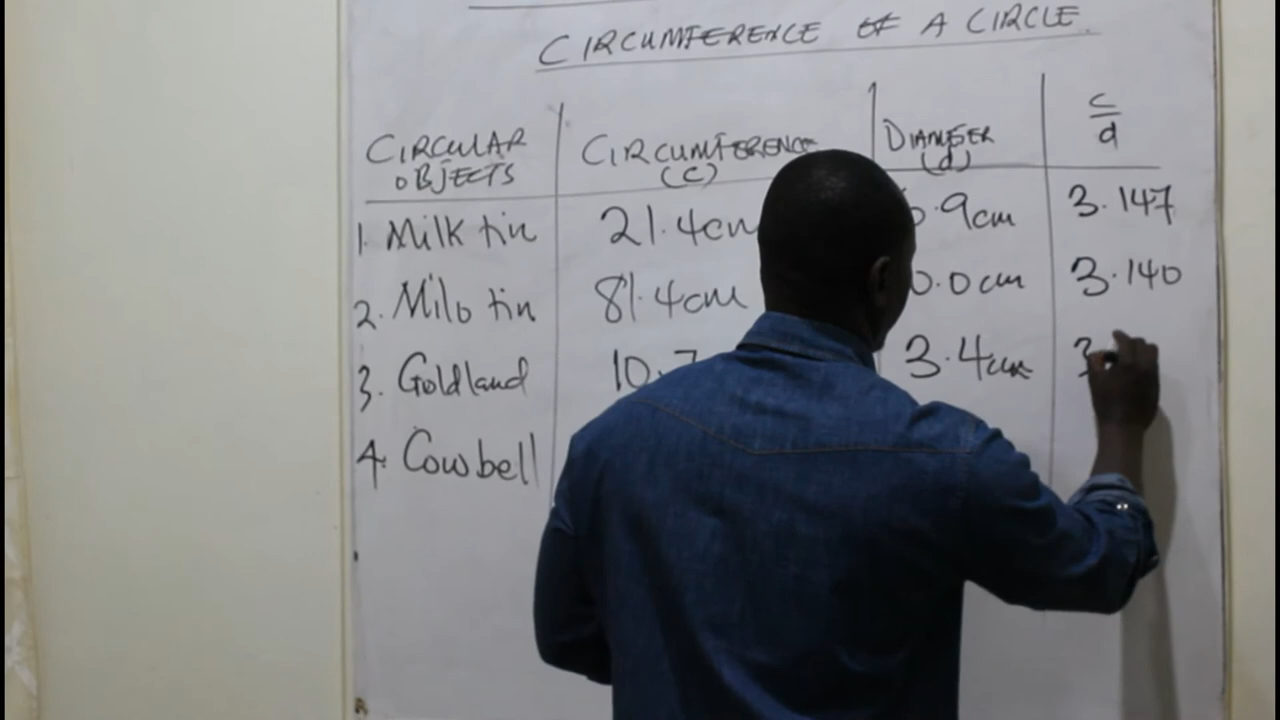 CIRCUMFERENCE OF A CIRCLE
CIRCULAR OBJECTS CIRCUMFERENCE (C) DIAMETER (d) c/d
1. Milk tin 21.4cm .9cm 3.147
2. Milo tin 81.4cm .0cm 3.140
3. Goldland 10.7 3.4cm 3
4. Cowbell